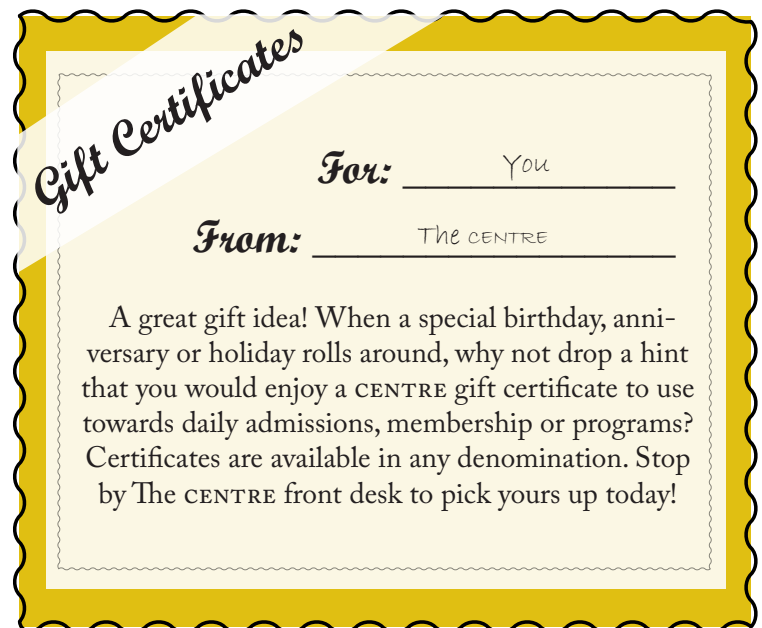 Gift Certificates
For: You
From: The CENTRE
A great gift idea! When a special birthday, anni-
versary or holiday rolls around, why not drop a hint
that you would enjoy a CENTRE gift certificate to use
towards daily admissions, membership or programs?
Certificates are available in any denomination. Stop
by The CENTRE front desk to pick yours up today!